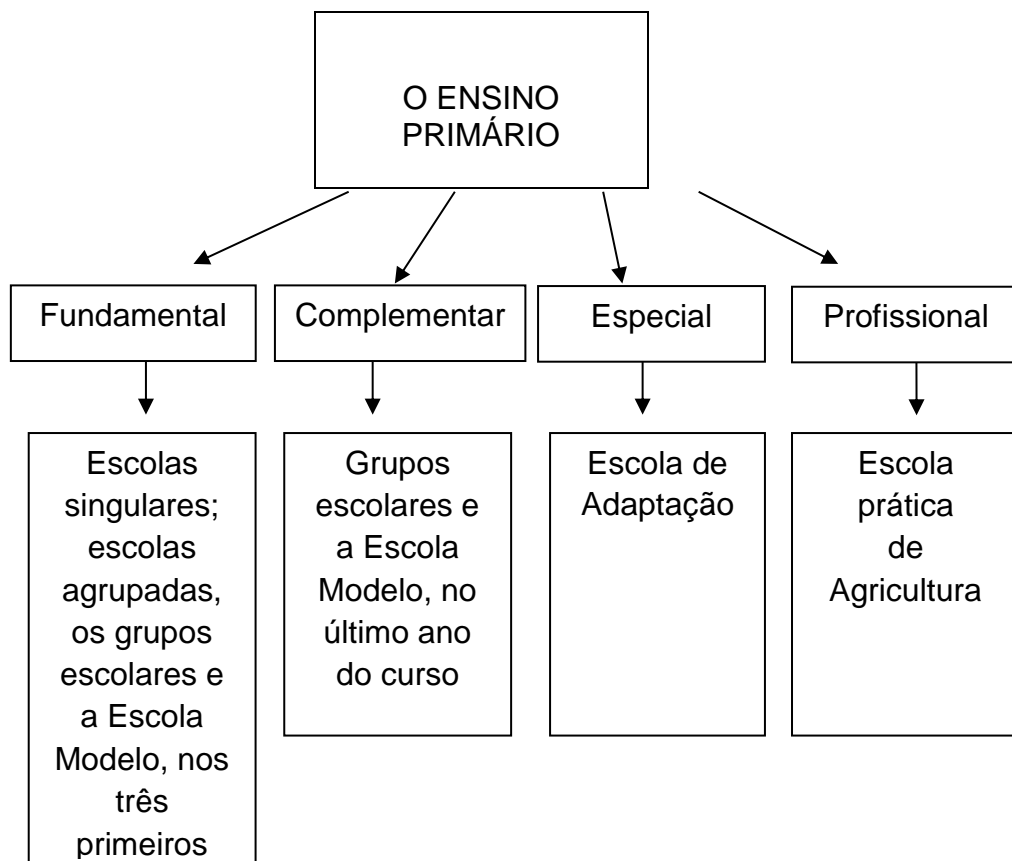 O ENSINO
PRIMÁRIO
Fundamental
Complementar
Especial
Profissional
Escolas
singulares;
escolas
agrupadas,
os grupos
escolares e
a Escola
Modelo, nos
três
primeiros
Grupos
escolares e
a Escola
Modelo, no
último ano
do curso
Escola de
Adaptação
Escola
prática
de
Agricultura